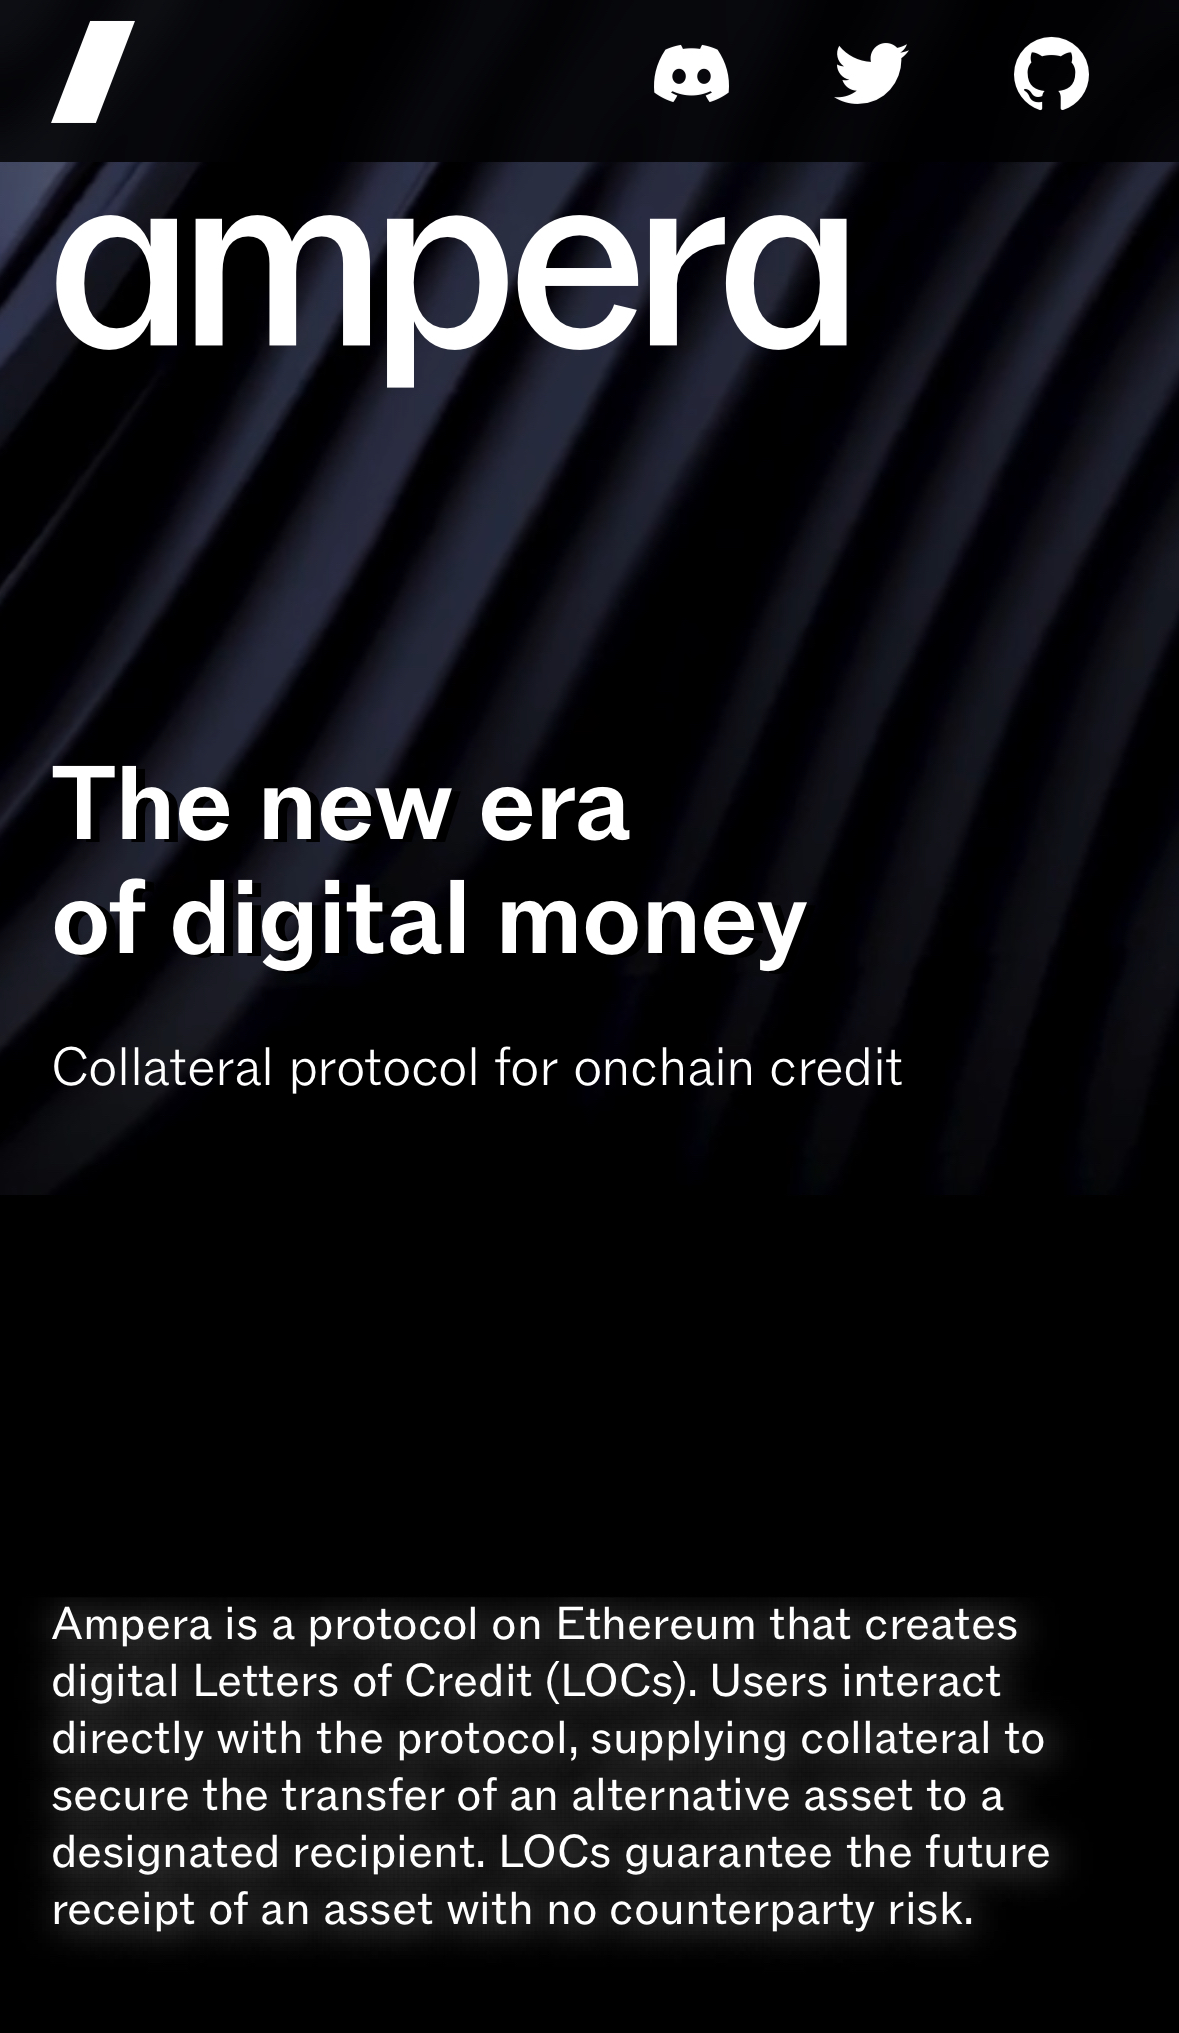 ampera
The new era
of digital money
Collateral protocol for onchain credit
Ampera is a protocol on Ethereum that creates
digital Letters of Credit (LOCs). Users interact
directly with the protocol, supplying collateral to
secure the transfer of an alternative asset to a
designated recipient. LOCs guarantee the future
receipt of an asset with no counterparty risk.